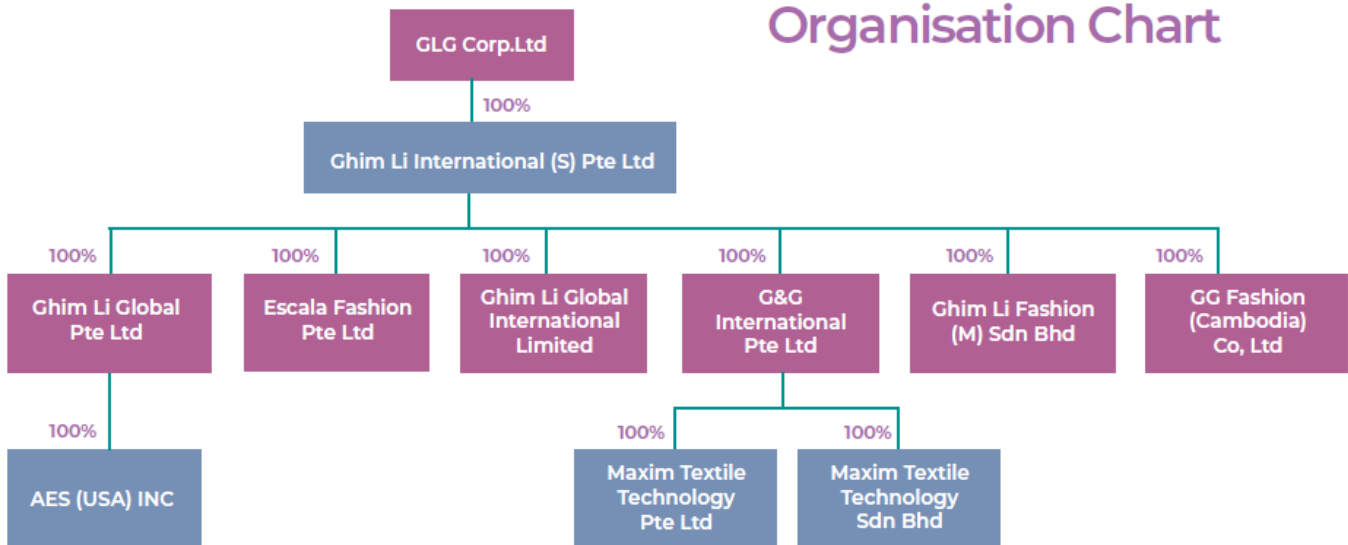 Organisation Chart
GLG Corp.Ltd
100%
Ghim Li International (S) Pte Ltd
100%
100%
100%
100%
100%
100%
Ghim Li Global
Pte Ltd
Escala Fashion
Pte Ltd
Ghim Li Global
International
Limited
G&G
International
Pte Ltd
Ghim Li Fashion
(M) Sdn Bhd
GG Fashion
(Cambodia)
Co, Ltd
100%
100%
100%
AES (USA) INC
Maxim Textile
Technology
Pte Ltd
Maxim Textile
Technology
Sdn Bhd